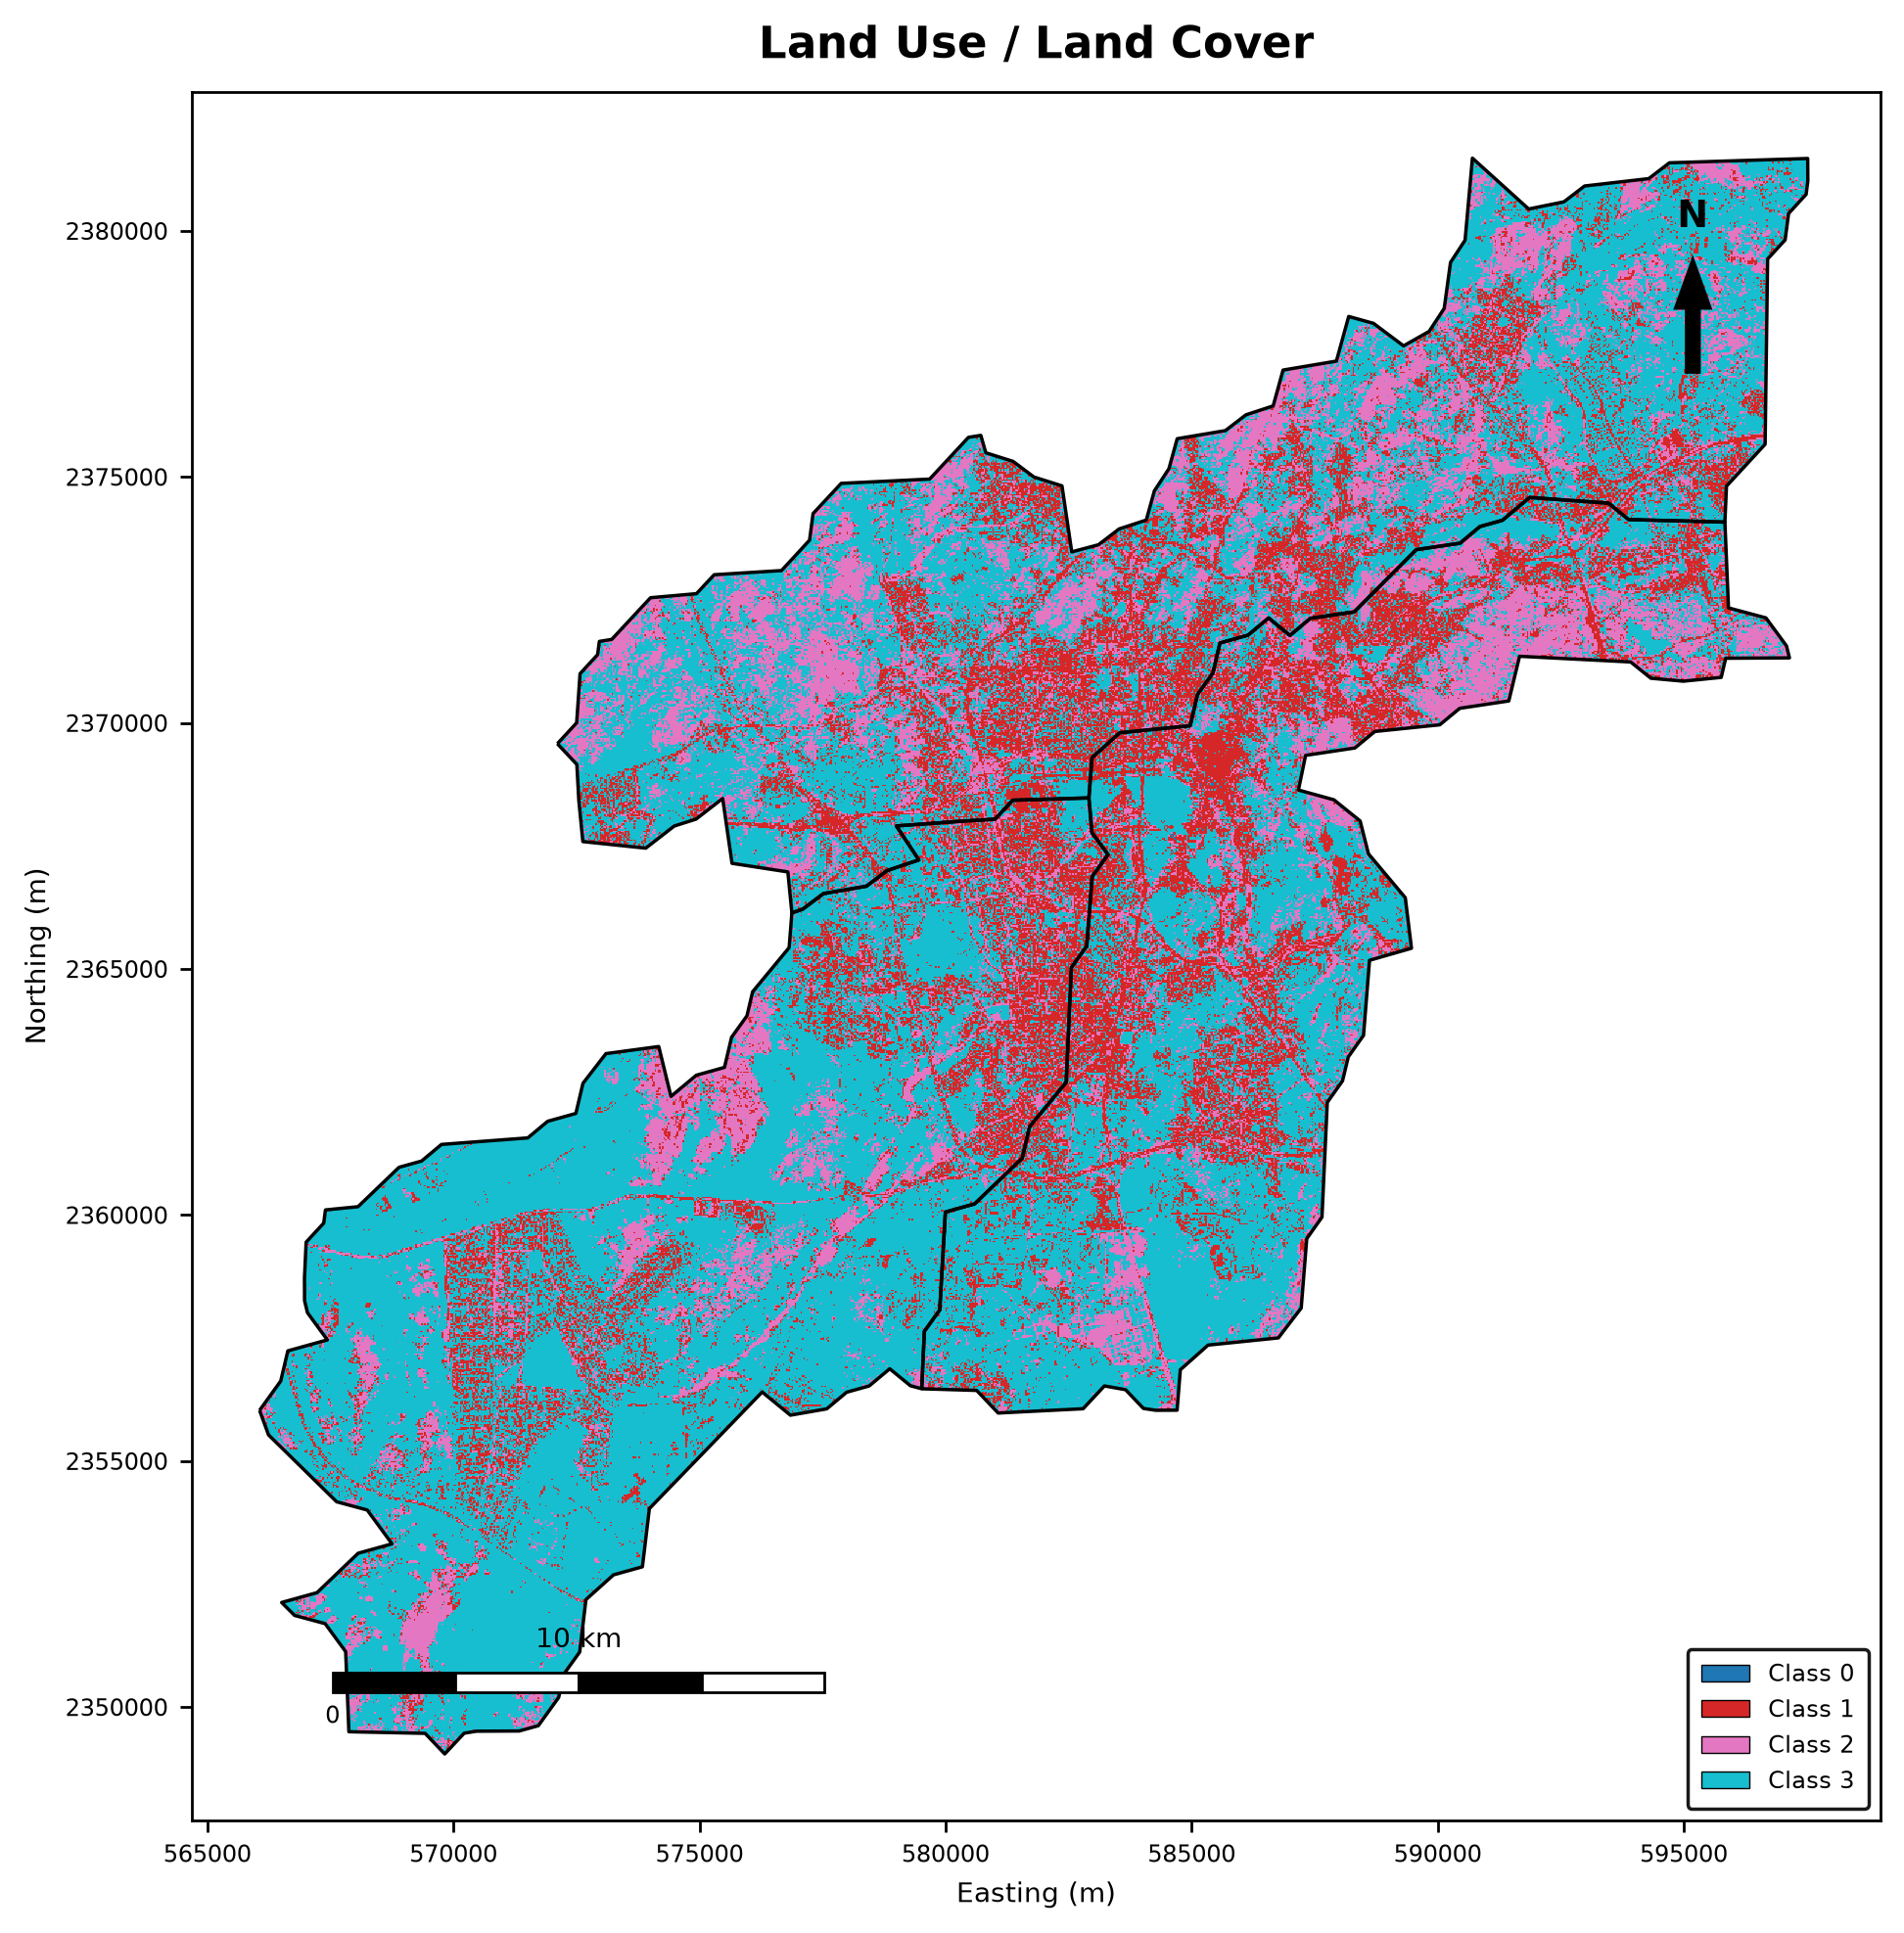 Land Use / Land Cover
N
Northing (m)
2380000
2375000
2370000
2365000
2360000
2355000
2350000
10 km
0
Class 0
Class 1
Class 2
Class 3
565000 570000 575000 580000 585000 590000 595000
Easting (m)